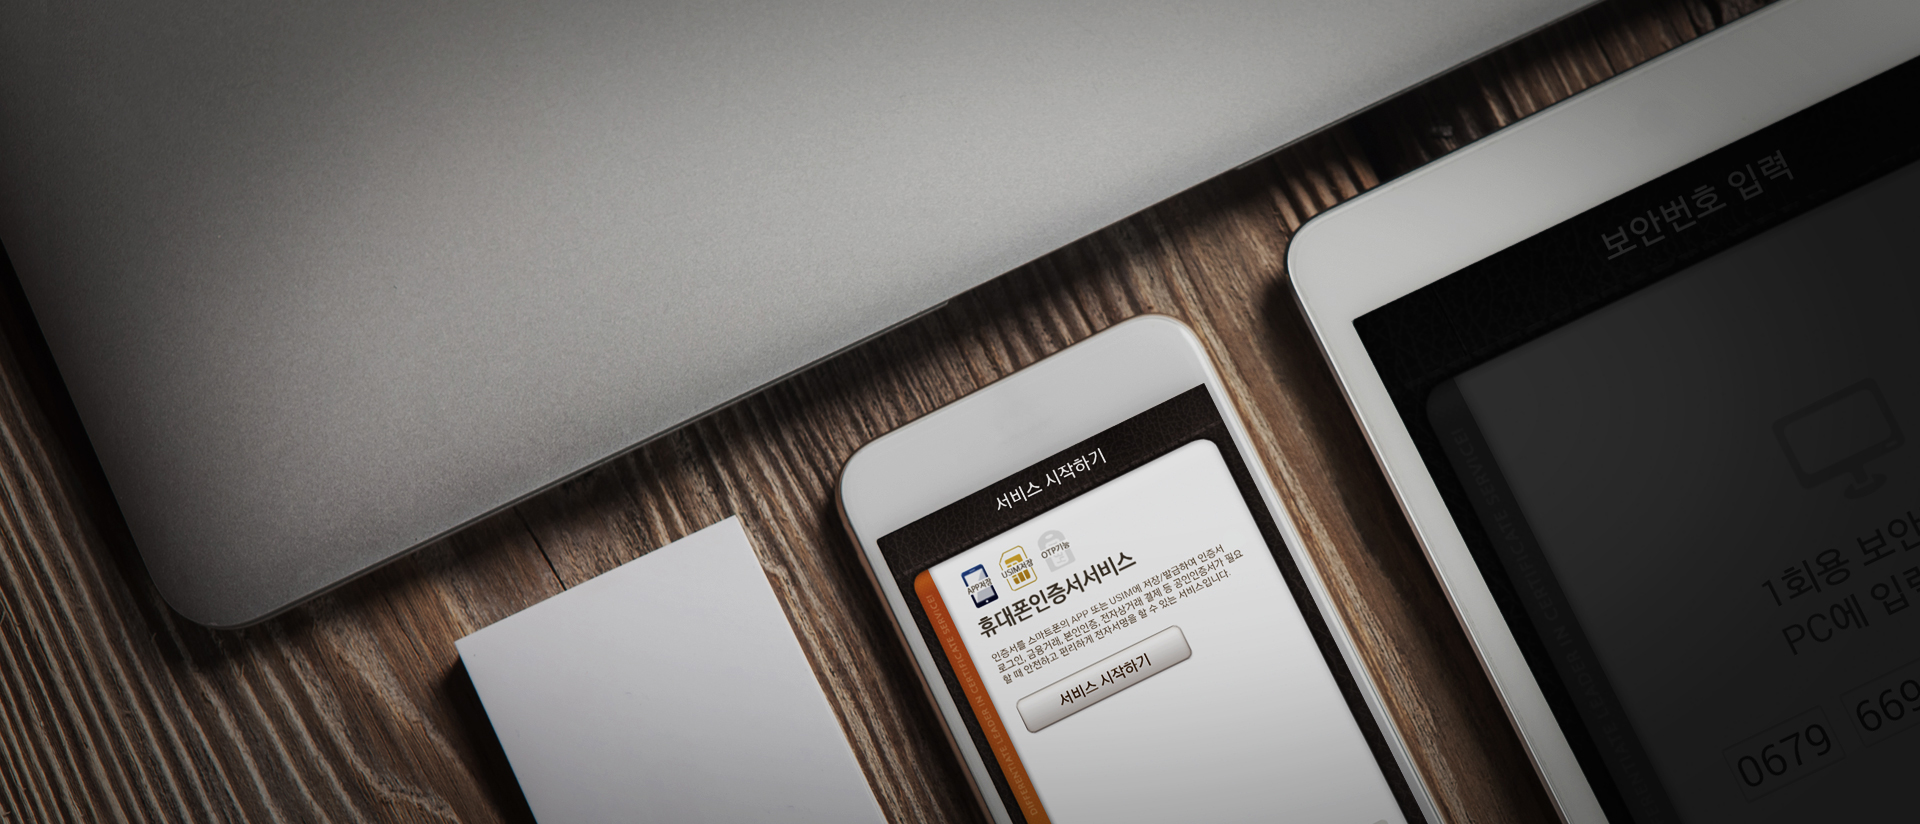 서비스 시작하기
APP저장
USIM저장
OTP기능
휴대폰인증서서비스
인증서를 스마트폰의 APP 또는 USIM에 저장/발급하여 인증서
로그인, 금융거래, 본인인증, 전자상거래 결제 등 공인인증서가 필요
할 때 안전하고 편리하게 전자서명을 할 수 있는 서비스입니다.
서비스 시작하기
DIFFERENTIATE LEADER IN CERTIFICATE SERVICE!
보안번호 입력
1회용 보안
PC에 입력
0679
669